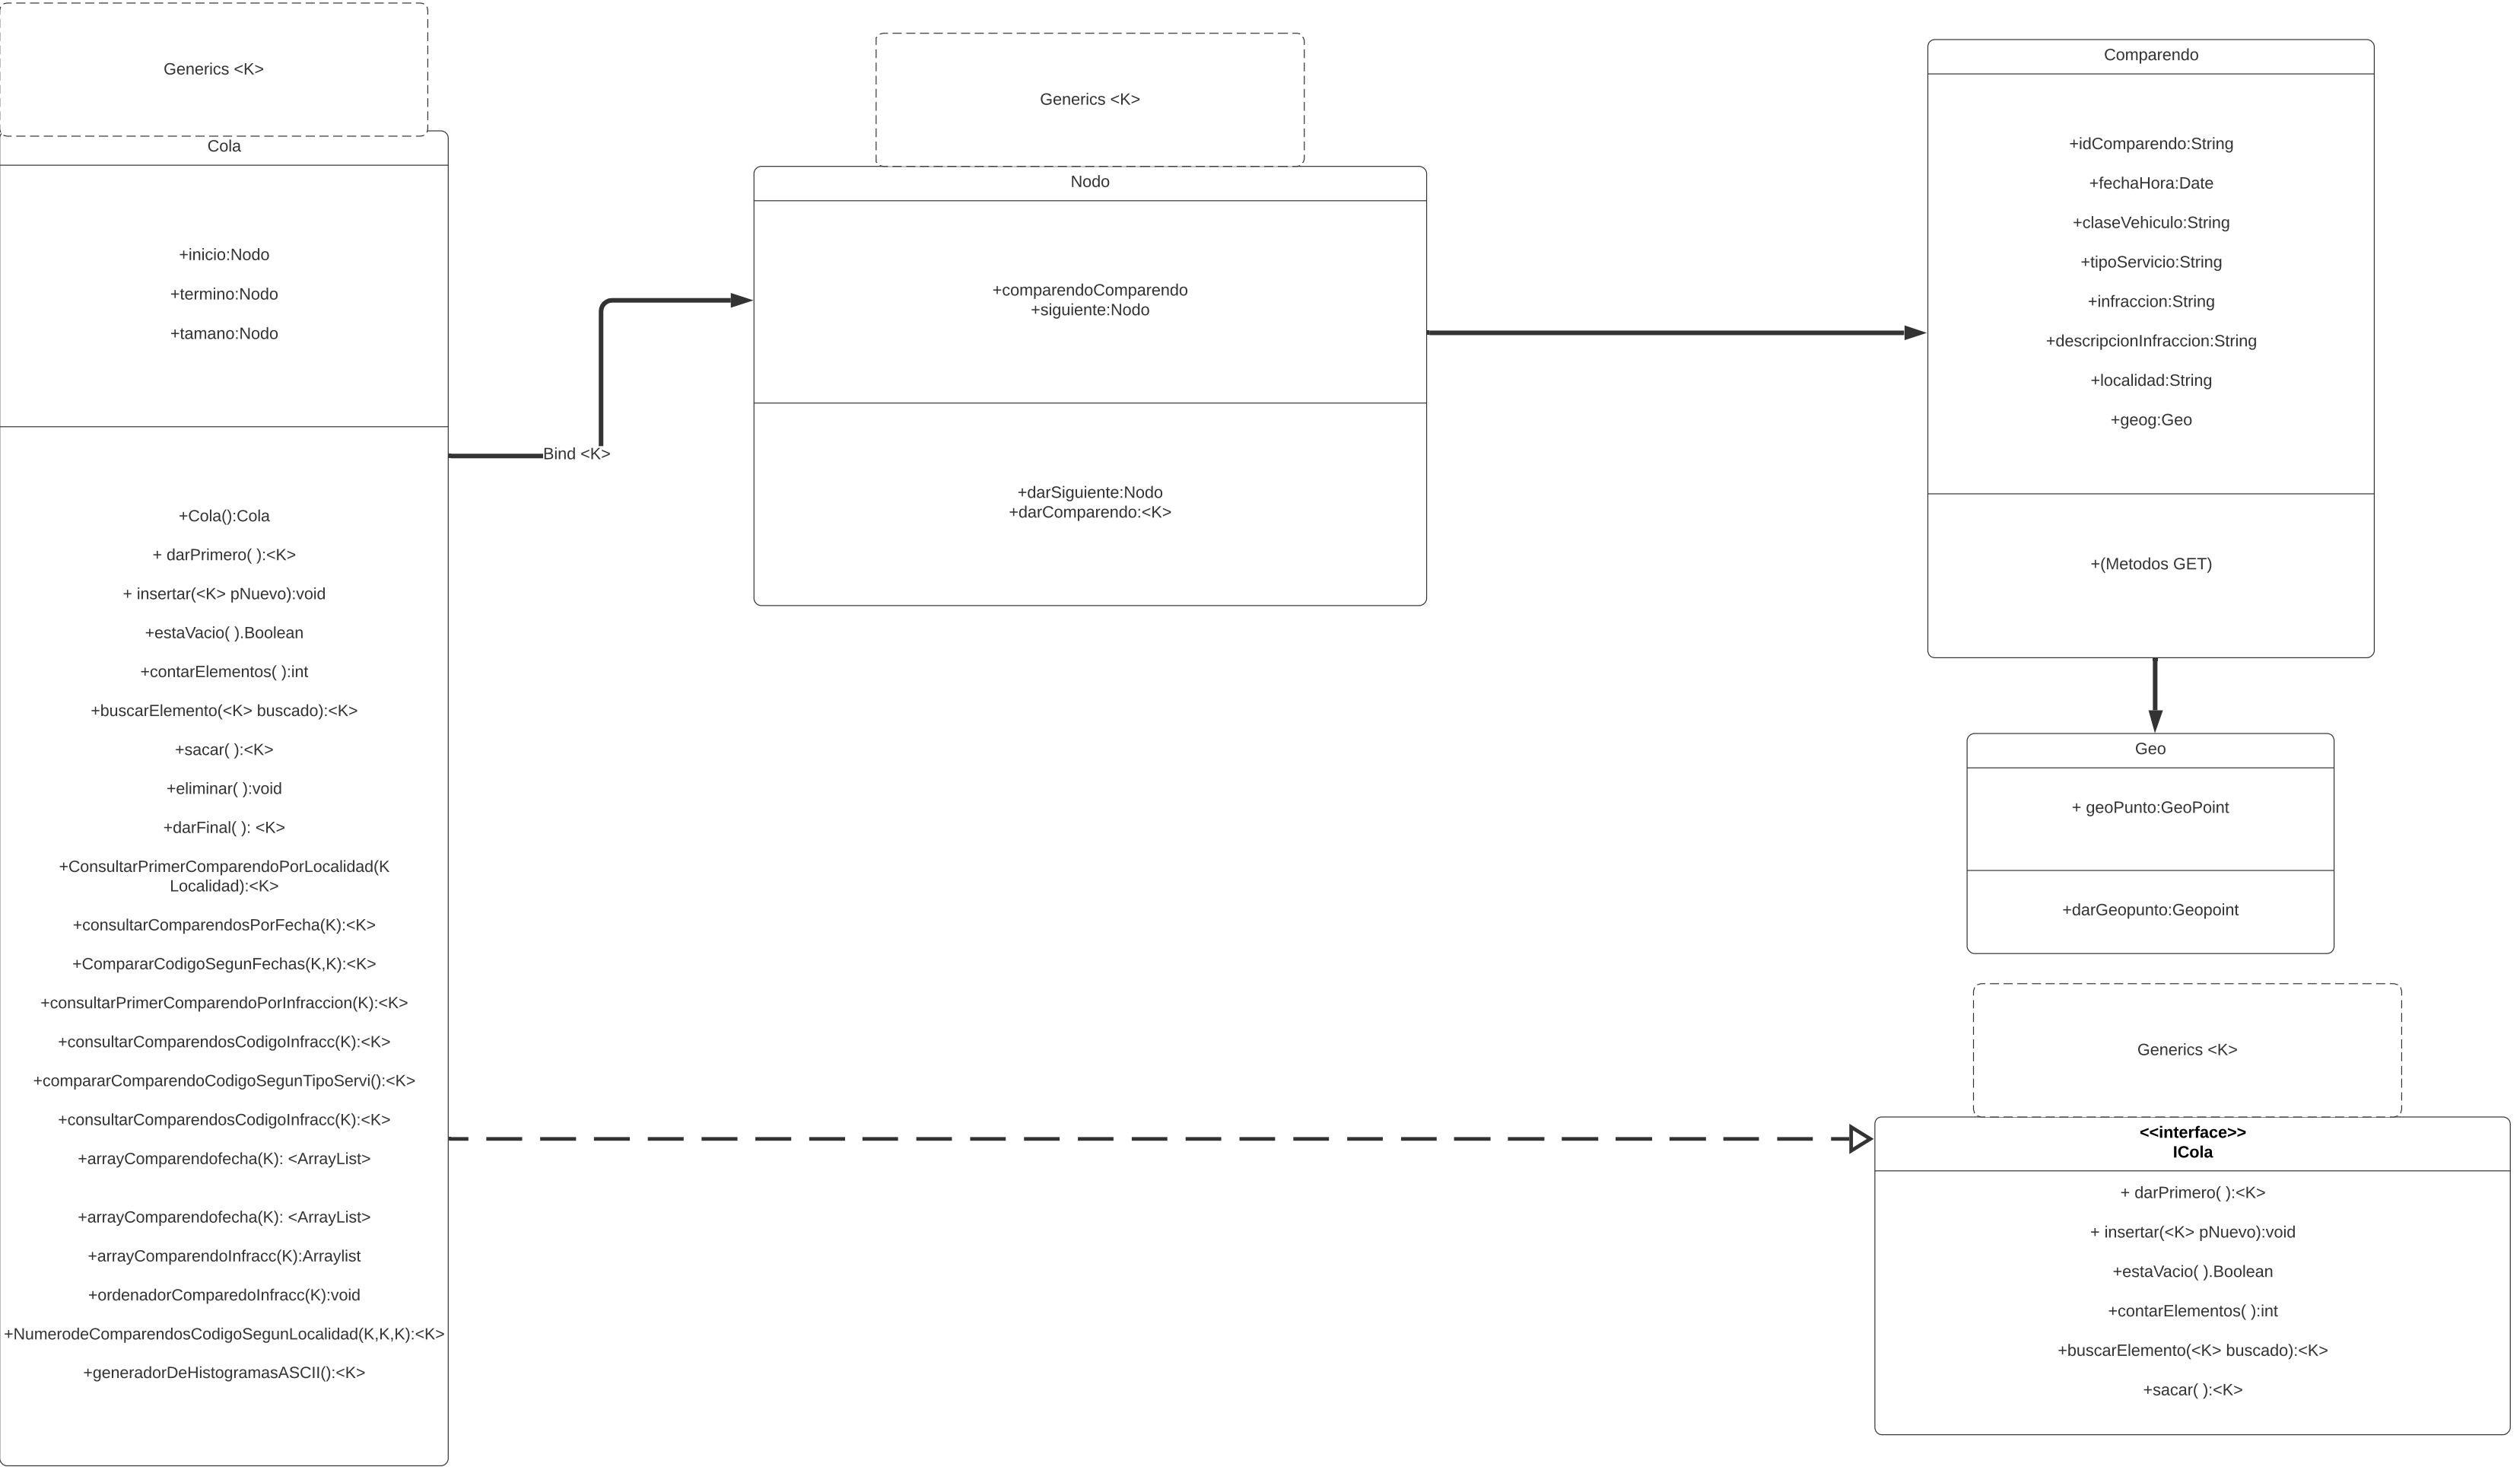 Generics <K>
Cola
+inicio:Nodo
+termino:Nodo
+tamano:Nodo
+Cola():Cola
+ darPrimero( ):<K>
+ insertar(<K> pNuevo):void
+estaVacio( ).Boolean
+contarElementos( ):int
+buscarElemento(<K> buscado):<K>
+sacar( ):<K>
+eliminar( ):void
+darFinal( ): <K>
+ConsultarPrimerComparendoPorLocalidad(K
Localidad):<K>
+consultarComparendosPorFecha(K):<K>
+CompararCodigoSegunFechas(K,K):<K>
+consultarPrimerComparendoPorInfraccion(K):<K>
+consultarComparendosCodigoInfracc(K):<K>
+compararComparendoCodigoSegunTipoServi():<K>
+consultarComparendosCodigoInfracc(K):<K>
+arrayComparendofecha(K): <ArrayList>
+arrayComparendofecha(K): <ArrayList>
+arrayComparendoInfracc(K):Arraylist
+ordenadorComparedoInfracc(K):void
+NumerodeComparendosCodigoSegunLocalidad(K,K,K):<K>
+generadorDeHistogramasASCII():<K>
Bind <K>
Generics <K>
Nodo
+comparendoComparendo
+siguiente:Nodo
+darSiguiente:Nodo
+darComparendo:<K>
Comparendo
+idComparendo:String
+fechaHora:Date
+claseVehiculo:String
+tipoServicio:String
+infraccion:String
+descripcionInfraccion:String
+localidad:String
+geog:Geo
+(Metodos GET)
Geo
+ geoPunto:GeoPoint
+darGeopunto:Geopoint
Generics <K>
<<interface>>
ICola
+ darPrimero( ):<K>
+ insertar(<K> pNuevo):void
+estaVacio( ).Boolean
+contarElementos( ):int
+buscarElemento(<K> buscado):<K>
+sacar( ):<K>